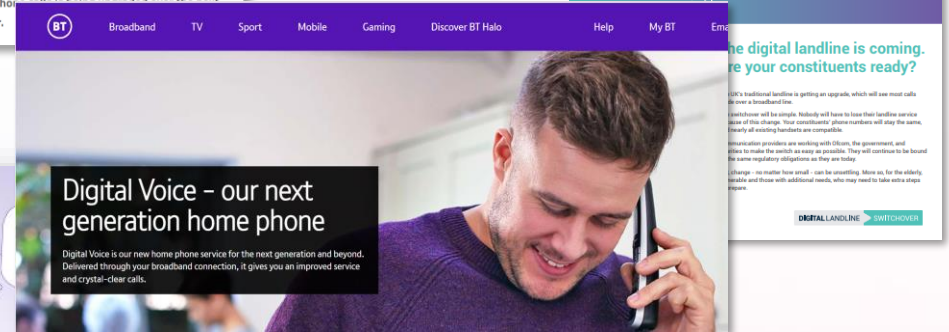 BT
Broadband
TV
Sport
Mobile
Gaming
Discover BT Halo
Help
My BT
Digital Voice – our next
generation home phone
Digital Voice is our new home phone service for the next generation and beyond.
Delivered through your broadband connection, it gives you an improved service
and crystal-clear calls.
he digital landline is coming.
re your constituents ready?
UK's traditional landline is getting an upgrade, which will see most calls
over a broadband line.
switchover will be simple. Nobody will have to lose their landline service
of this change. Your constituents' phone numbers will stay the same,
nearly all existing handsets are compatible.
providers are working with Ofcom, the government, and
to make the switch as easy as possible. They will continue to be bound
the same regulatory obligations as they are today.
change - no matter how small - can be unsettling. More so, for the elderly,
and those with additional needs, who may need to take extra steps
DIGITAL LANDLINE SWITCHOVER